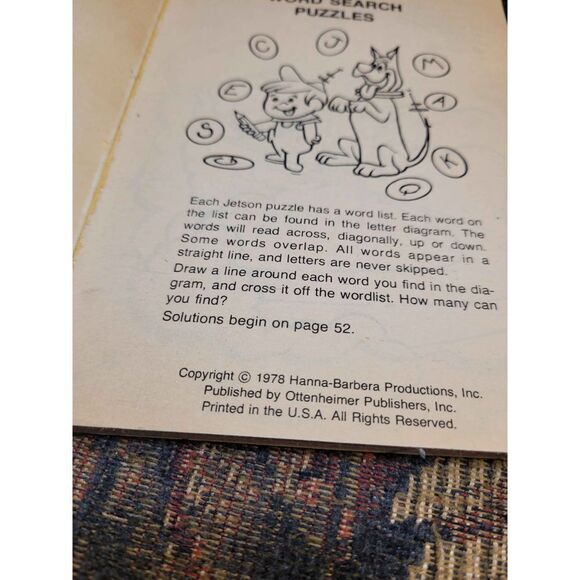 WORD SEARCH
PUZZLES
C
J
M
E
A
S
K
O
Each Jetson puzzle has a word list. Each word on
the list can be found in the letter diagram. The
words will read across, diagonally, up or down.
Some words overlap. All words appear in a
straight line, and letters are never skipped.
Draw a line around each word you find in the dia-
gram, and cross it off the wordlist. How many can
you find?
Solutions begin on page 52.
Copyright © 1978 Hanna-Barbera Productions, Inc.
Published by Ottenheimer Publishers, Inc.
Printed in the U.S.A. All Rights Reserved.